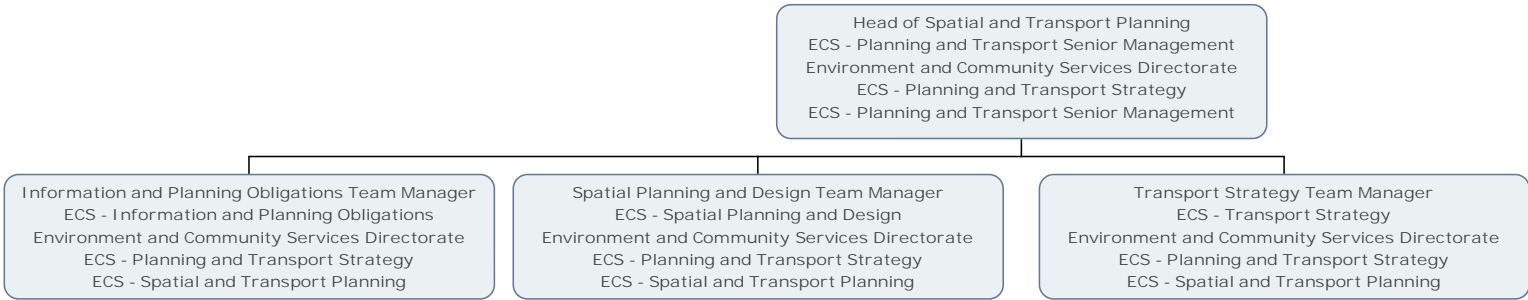 Head of Spatial and Transport Planning
ECS - Planning and Transport Senior Management
Environment and Community Services Directorate
ECS - Planning and Transport Strategy
ECS - Planning and Transport Senior Management
Information and Planning Obligations Team Manager
ECS - Information and Planning Obligations
Environment and Community Services Directorate
ECS - Planning and Transport Strategy
ECS - Spatial and Transport Planning
Spatial Planning and Design Team Manager
ECS - Spatial Planning and Design
Environment and Community Services Directorate
ECS - Planning and Transport Strategy
ECS - Spatial and Transport Planning
Transport Strategy Team Manager
ECS - Transport Strategy
Environment and Community Services Directorate
ECS - Planning and Transport Strategy
ECS - Spatial and Transport Planning